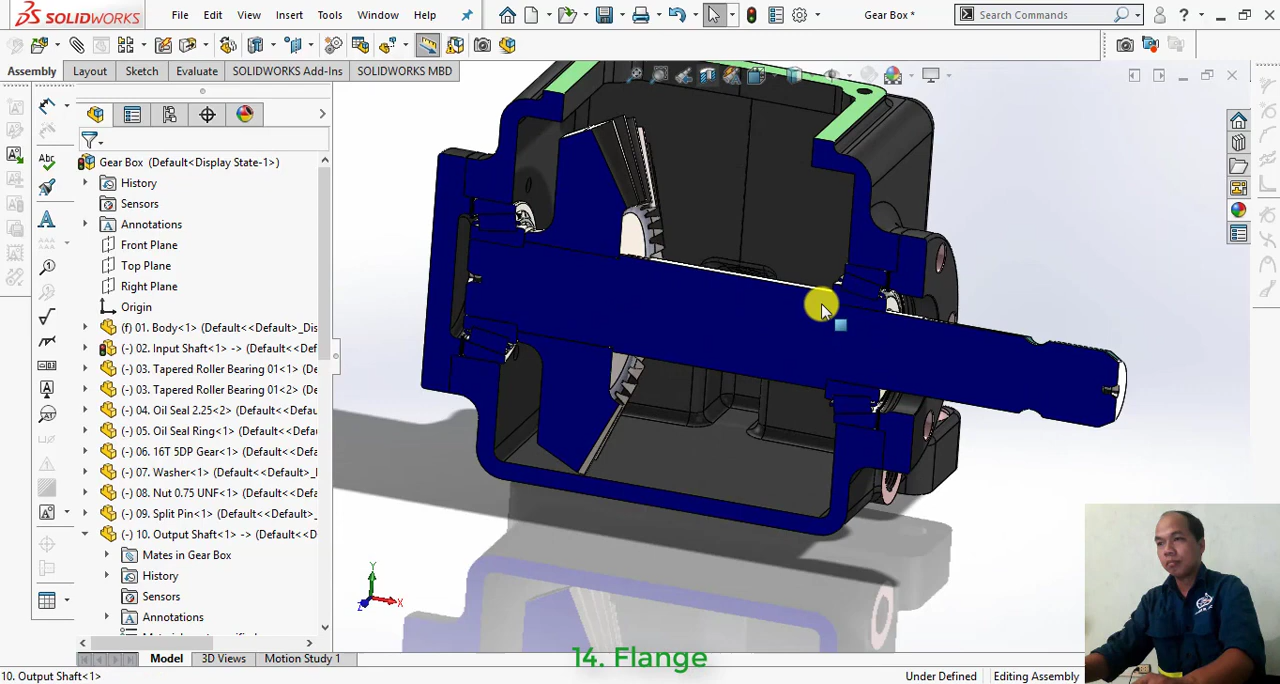 SOLIDWORKS
File
Edit
View
Insert
Tools
Window
Help
Gear Box *
Search Commands
Assembly
Layout
Sketch
Evaluate
SOLIDWORKS Add-Ins
SOLIDWORKS MBD
Gear Box (Default<Display State-1>)
History
Sensors
Annotations
Front Plane
Top Plane
Right Plane
Origin
(f) 01. Body<1> (Default<<Default>_Dis
(-) 02. Input Shaft<1> -> (Default<<Def
(-) 03. Tapered Roller Bearing 01<1> (D
(-) 03. Tapered Roller Bearing 01<2> (D
(-) 04. Oil Seal 2.25<2> (Default<<Defa
(-) 05. Seal Ring<1> (Default<<Default>
(-) 06. 16T 5DP Gear<1> (Default<<Def
(-) 07. Washer<1> (Default<<Default>_
(-) 08. Nut 0.75 UNF<1> (Default<<Def
(-) 09. Split Pin<1> (Default<<Default>_
(-) 10. Output Shaft<1> -> (Default<<D
Mates in Gear Box
History
Sensors
Annotations
Y
X
Z
14. Flange
Model
3D Views
Motion Study 1
10. Output Shaft<1>
Under Defined
Editing Assembly